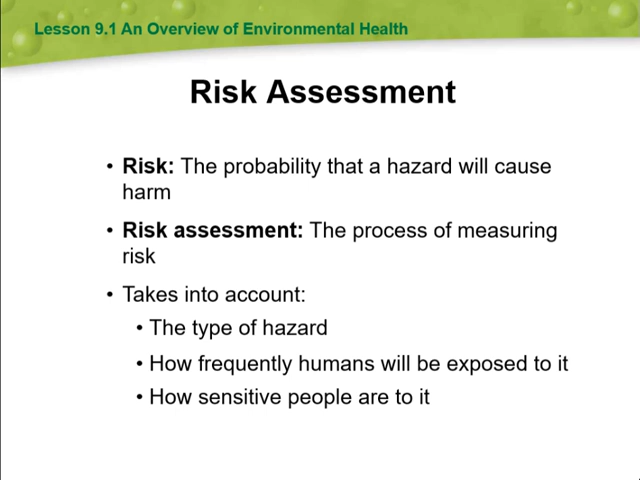 Lesson 9.1 An Overview of Environmental Health
Risk Assessment
• Risk: The probability that a hazard will cause
harm
• Risk assessment: The process of measuring
risk
• Takes into account:
• The type of hazard
• How frequently humans will be exposed to it
• How sensitive people are to it